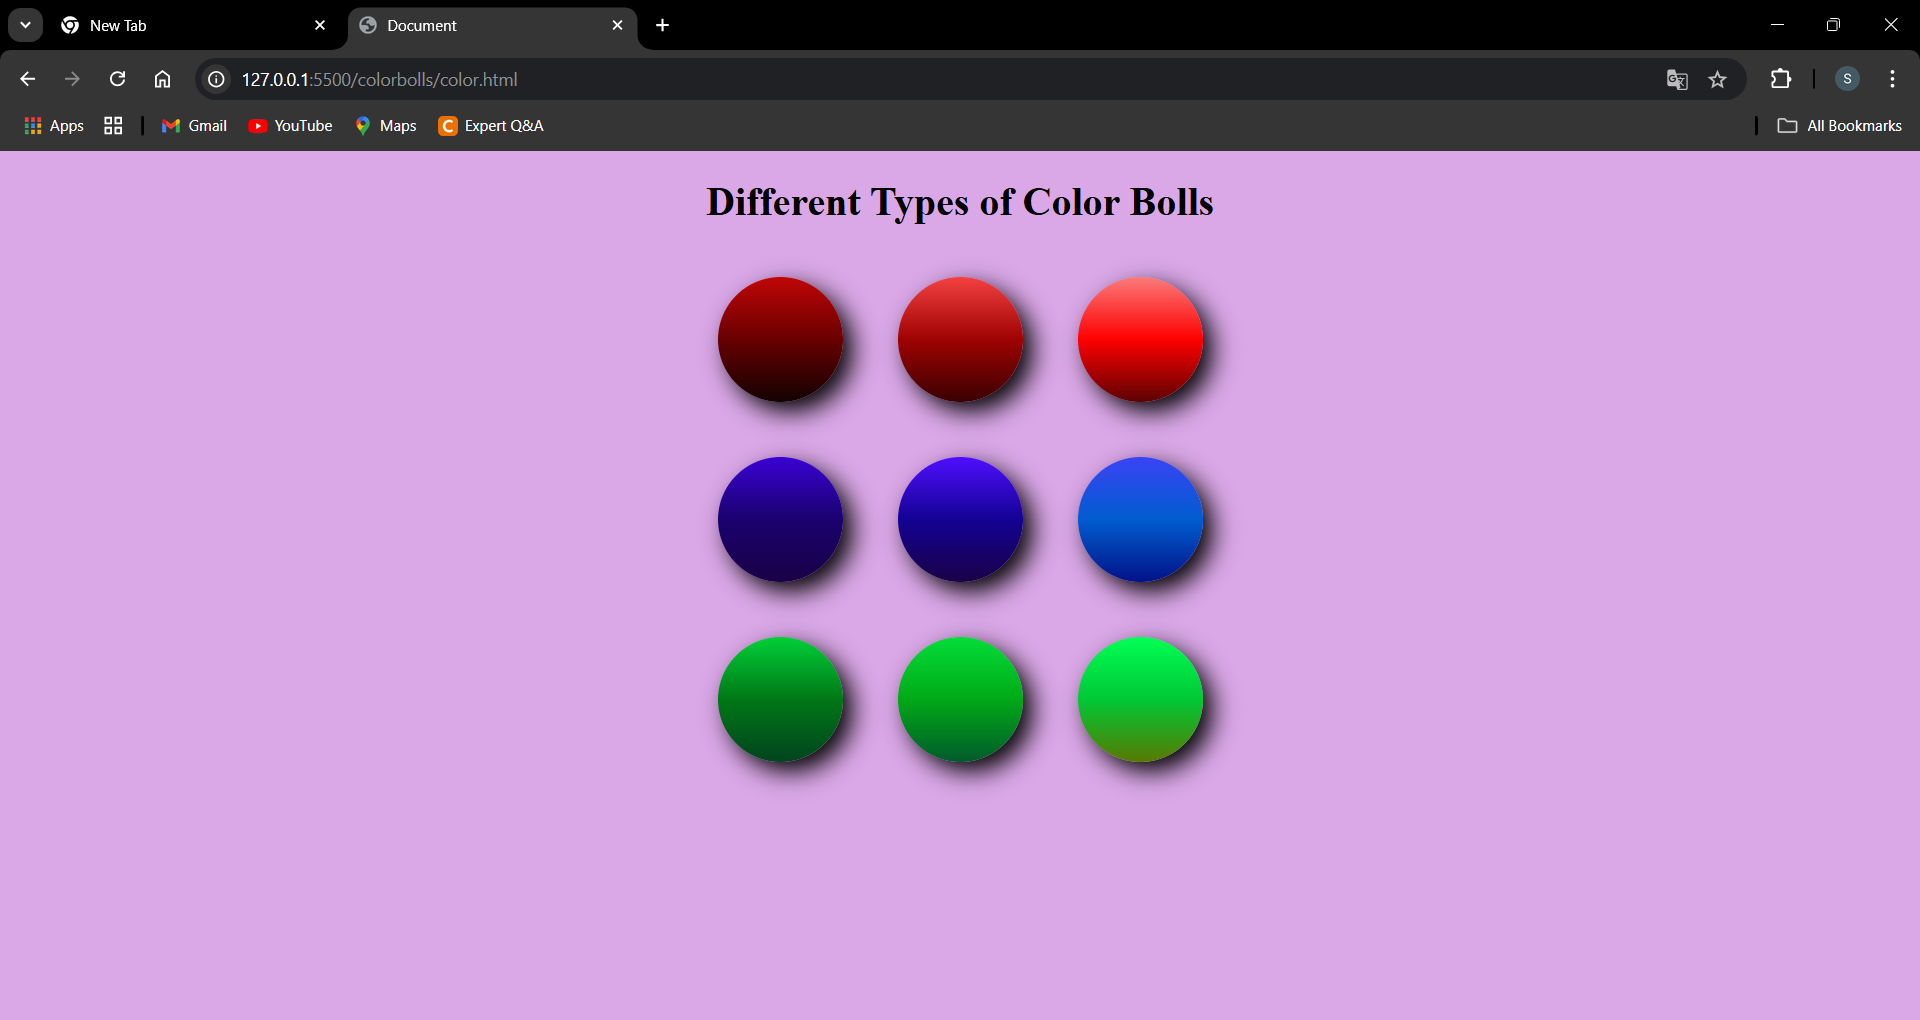 New Tab
Document
127.0.0.1:5500/colorbolls/color.html
S
Apps
Gmail
YouTube
Maps
C
Expert Q&A
All Bookmarks
Different Types of Color Bolls